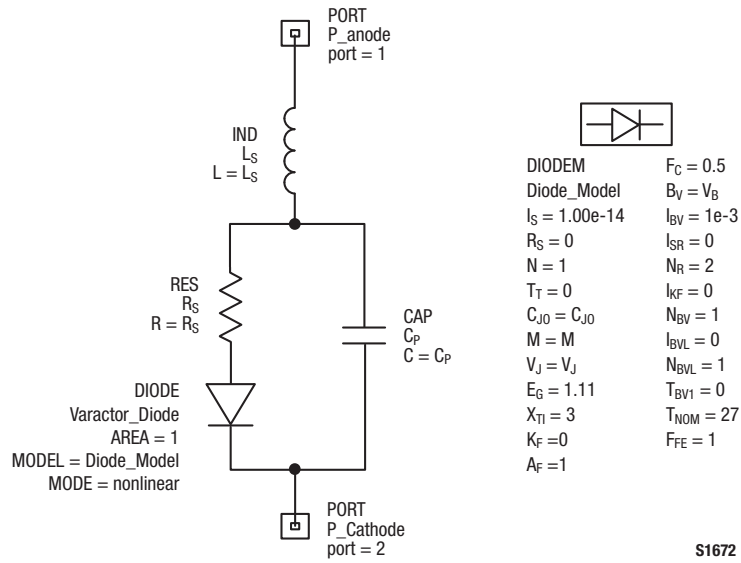 PORT
P_anode
port = 1
IND
L_S
L = L_S
RES
R_S
R = R_S
CAP
C_P
C = C_P
DIODE
Varactor_Diode
AREA = 1
MODEL = Diode_Model
MODE = nonlinear
PORT
P_Cathode
port = 2
DIODEM
Diode_Model
I_S = 1.00e-14
R_S = 0
N = 1
T_T = 0
C_J0 = C_J0
M = M
V_J = V_J
E_G = 1.11
X_TI = 3
K_F =0
A_F =1
F_C = 0.5
B_V = V_B
I_BV = 1e-3
I_SR = 0
N_R = 2
I_KF = 0
N_BV = 1
I_BVL = 0
N_BVL = 1
T_BV1 = 0
T_NOM = 27
F_FE = 1
S1672